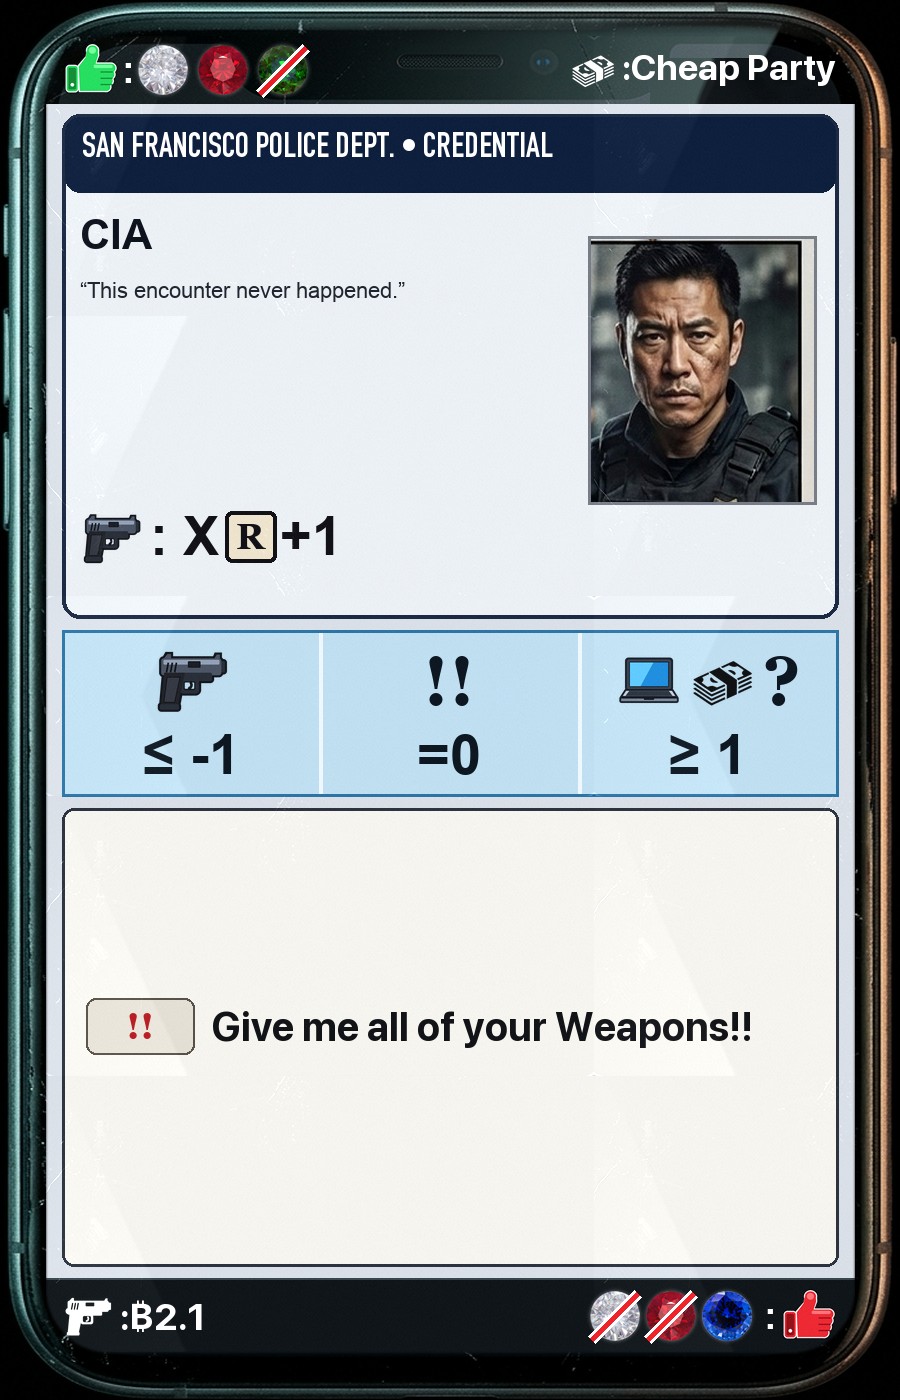 :
:Cheap Party
SAN FRANCISCO POLICE DEPT. • CREDENTIAL
CIA
“This encounter never happened.”
: X R +1
!! ?
≤ -1 =0 ≥ 1
!! Give me all of your Weapons!!
:฿2.1
: